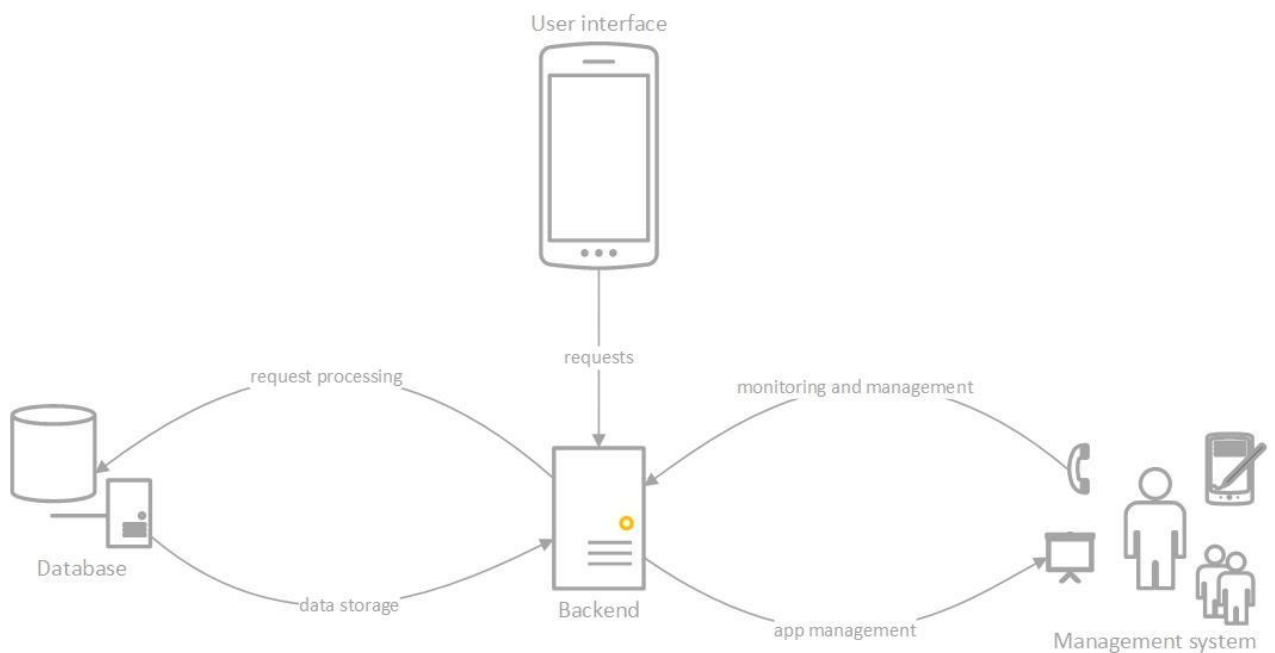 User interface
requests
request processing
monitoring and management
Database
data storage
Backend
app management
Management system